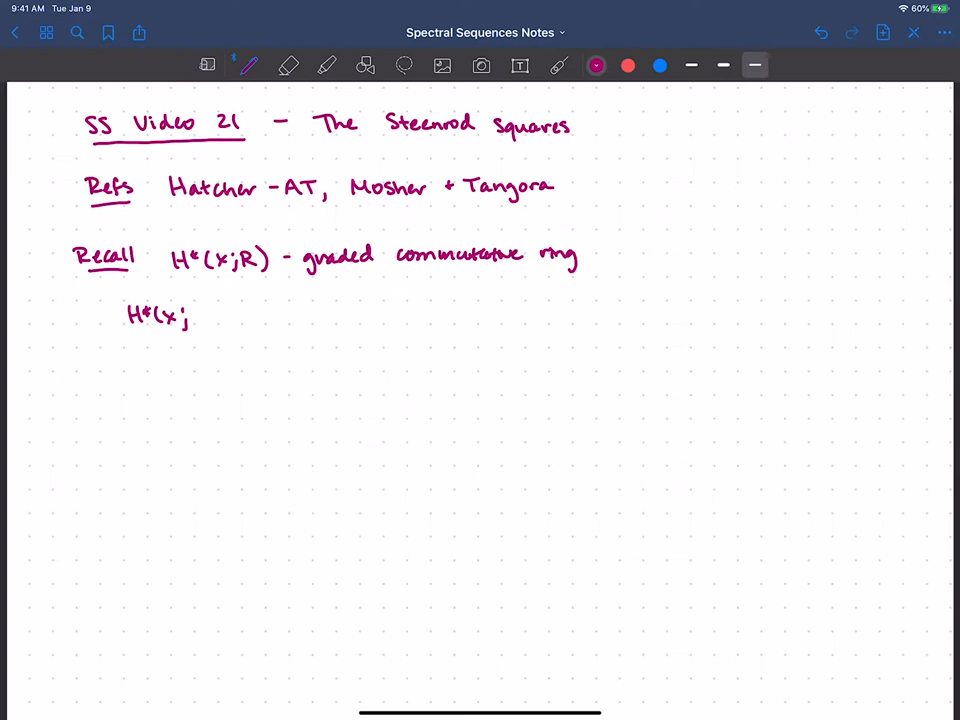 9:41 AM Tue Jan 9
60%
Spectral Sequences Notes
SS Video 21 - The Steenrod Squares
Refs Hatcher - AT, Mosher + Tangora
Recall H*(X;R) - graded commutative ring
H*(X;